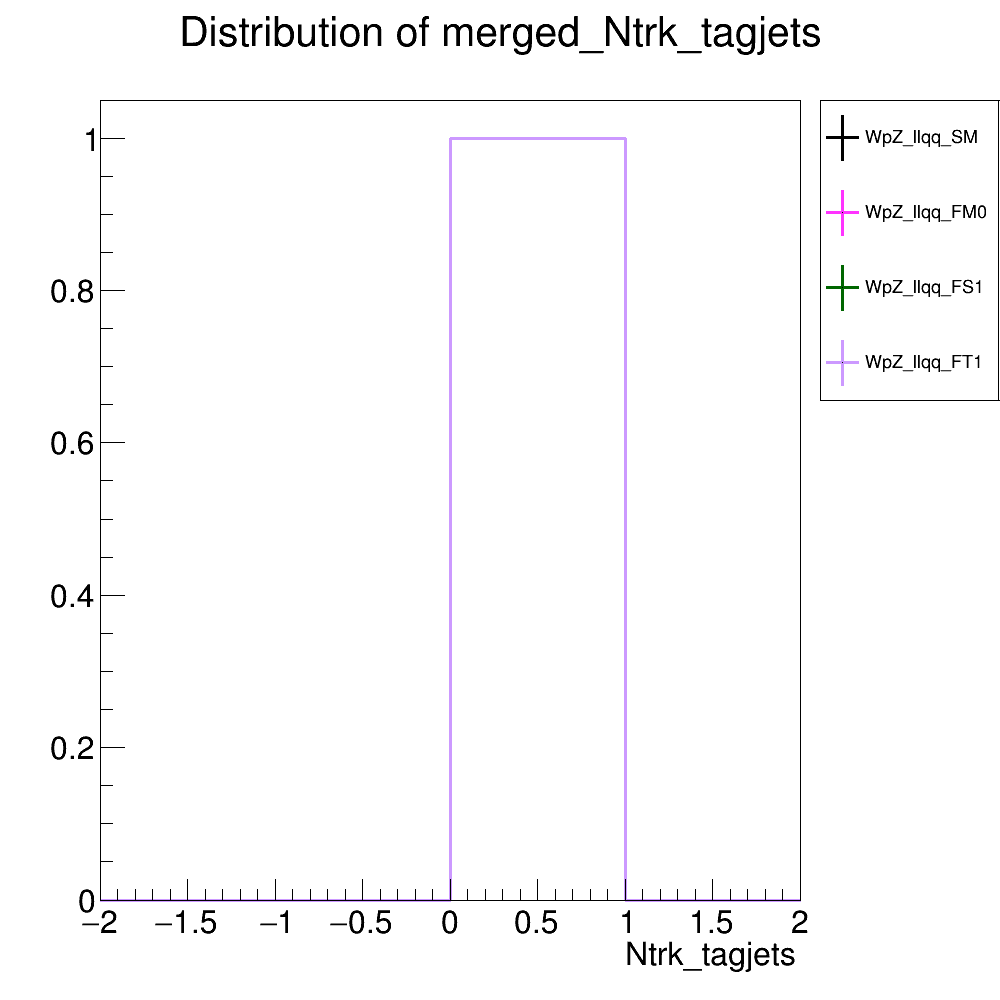 Distribution of merged_Ntrk_tagjets
1
0.8
0.6
0.4
0.2
0
−2 −1.5 −1 −0.5 0 0.5 1 1.5 2
Ntrk_tagjets
WpZ_llqq_SM
WpZ_llqq_FM0
WpZ_llqq_FS1
WpZ_llqq_FT1